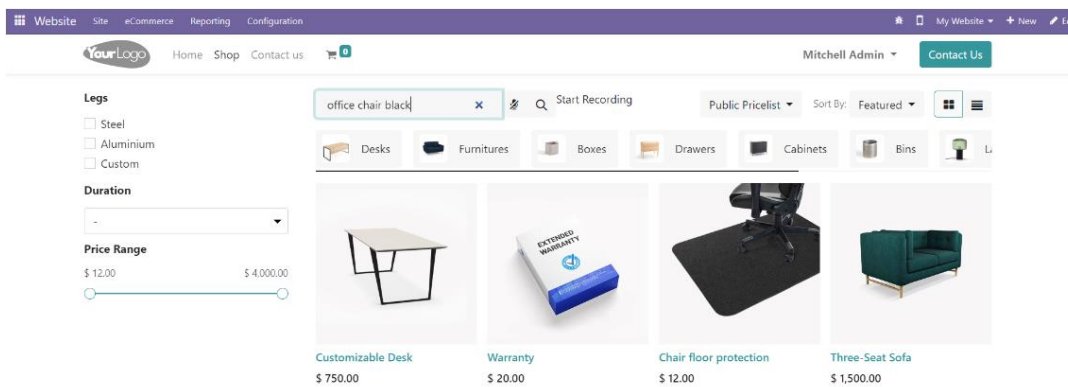 Website Site eCommerce Reporting Configuration My Website + New
YourLogo Home Shop Contact us 0 Mitchell Admin Contact Us
Legs
Steel
Aluminium
Custom
Duration
-
Price Range
$ 12.00 $ 4,000.00
office chair black Start Recording Public Pricelist Sort By: Featured
Desks Furnitures Boxes Drawers Cabinets Bins
EXTENDED
WARRANTY
Customizable Desk Warranty Chair floor protection Three-Seat Sofa
$ 750.00 $ 20.00 $ 12.00 $ 1,500.00